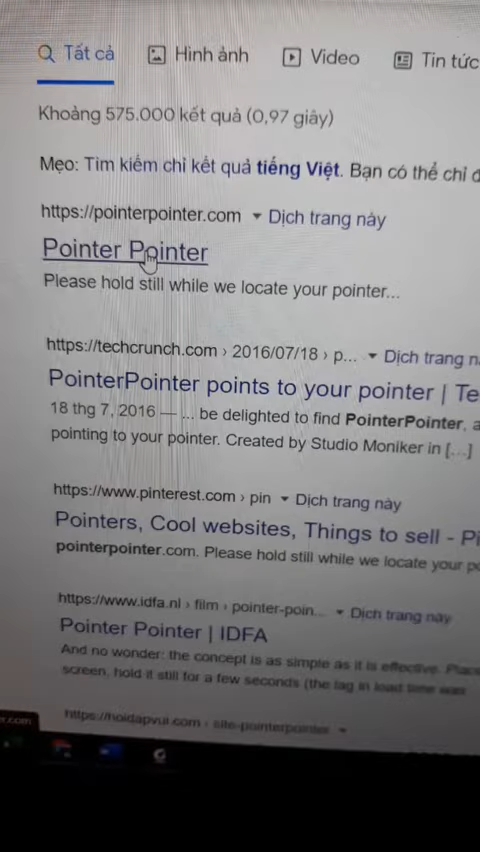 Tất cả
Hình ảnh
Video
Tin tức
Khoảng 575.000 kết quả (0,97 giây)
Mẹo: Tìm kiếm chỉ kết quả tiếng Việt. Bạn có thể chỉ
https://pointerpointer.com Dịch trang này
Pointer Pointer
Please hold still while we locate your pointer...
https://techcrunch.com › 2016/07/18 › p... Dịch trang
PointerPointer points to your pointer |
18 thg 7, 2016 — ... be delighted to find PointerPointer,
pointing to your pointer. Created by Studio Moniker in [...]
https://www.pinterest.com › pin Dịch trang này
Pointers, Cool websites, Things to sell -
pointerpointer.com. Please hold still while we locate your
https://www.idfa.nl › film › pointer-poin... Dịch trang này
Pointer Pointer | IDFA
And no wonder: the concept is as simple as it is effective.
screen, hold it still for a few seconds (the lag in load time was
https://hoidapvui.com › site-pointerpointer